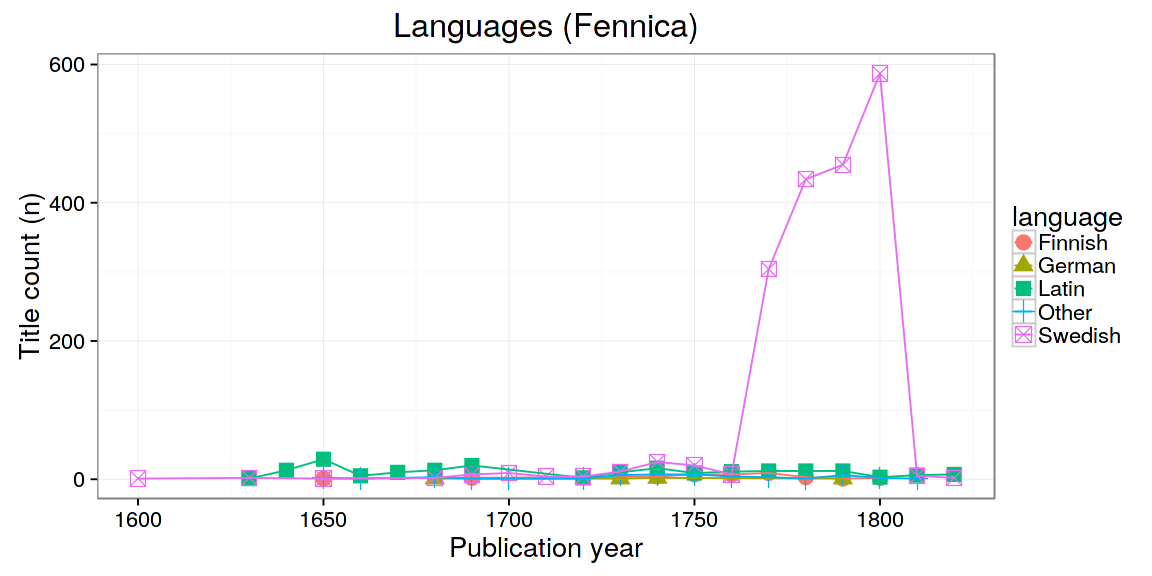 Languages (Fennica)
Title count (n)
600
400
200
0
1600
1650
1700
1750
1800
Publication year
language
Finnish
German
Latin
Other
Swedish